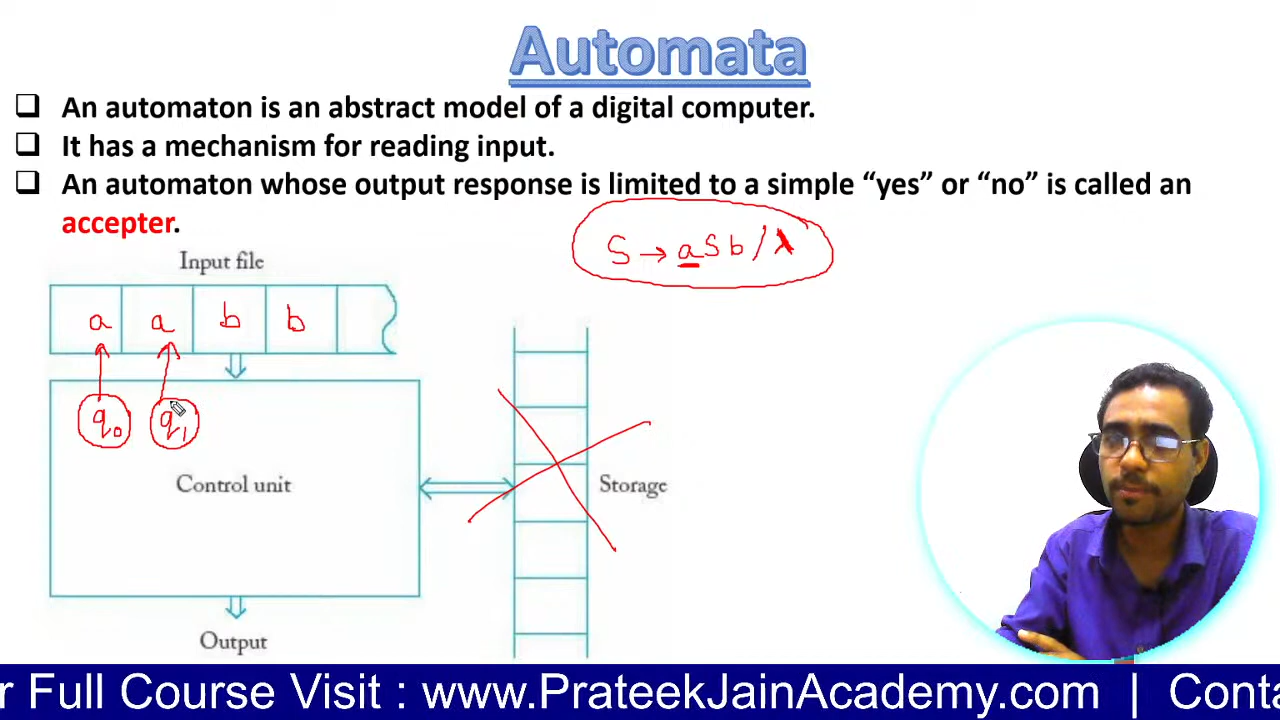 Automata
❑ An automaton is an abstract model of a digital computer.
❑ It has a mechanism for reading input.
❑ An automaton whose output response is limited to a simple “yes” or “no” is called an
accepter.
S → aSb/λ
Input file
a a b b
q0 q1
Control unit
Storage
Output
r Full Course Visit : www.PrateekJainAcademy.com | Conta